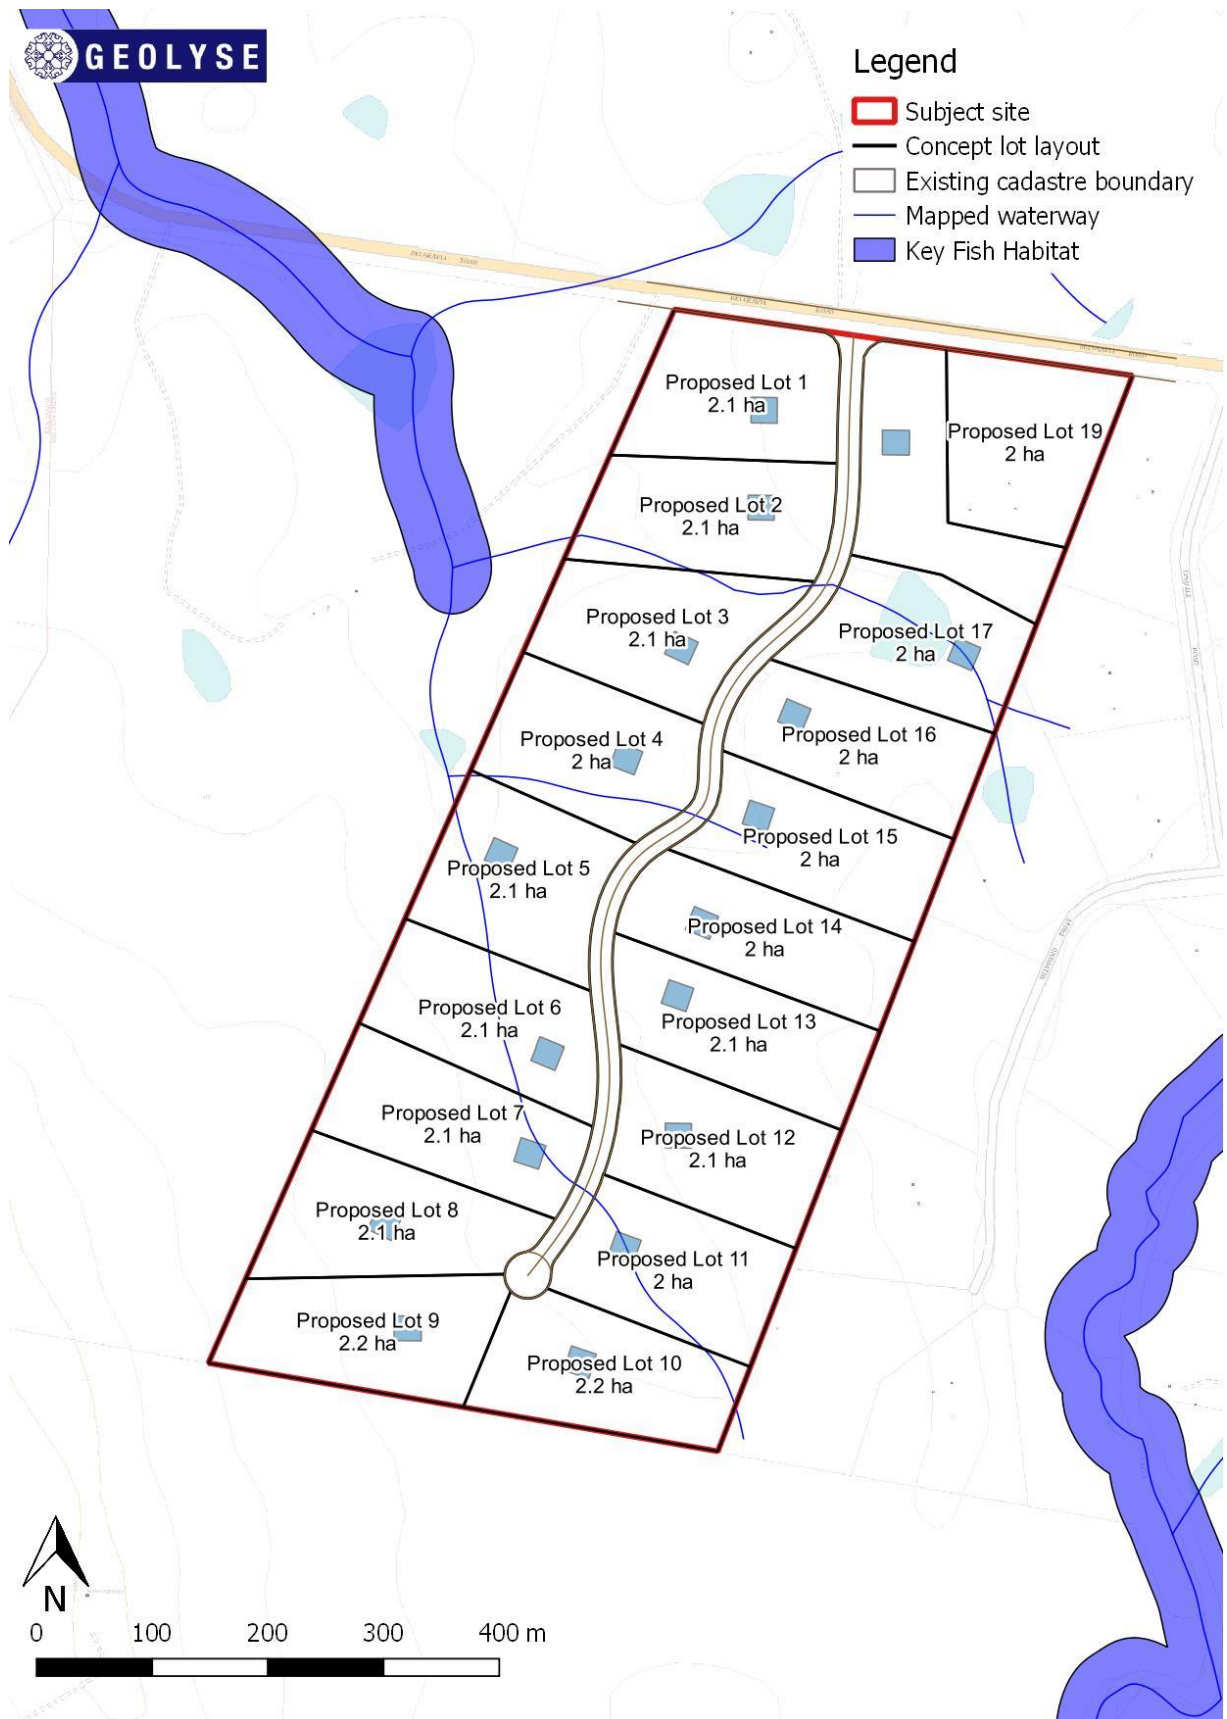 GEOLYSE
Legend
Subject site
Concept lot layout
Existing cadastre boundary
Mapped waterway
Key Fish Habitat
BELGRAVIA ROAD
BELGRAVIA ROAD
BELGRAVIA ROAD
Proposed Lot 1
2.1 ha
Proposed Lot 19
2 ha
Proposed Lot 2
2.1 ha
Proposed Lot 3
2.1 ha
Proposed Lot 17
2 ha
Proposed Lot 4
2 ha
Proposed Lot 16
2 ha
Proposed Lot 15
2 ha
Proposed Lot 5
2.1 ha
Proposed Lot 14
2 ha
Proposed Lot 6
2.1 ha
Proposed Lot 13
2.1 ha
Proposed Lot 7
2.1 ha
Proposed Lot 12
2.1 ha
Proposed Lot 8
2.1 ha
Proposed Lot 11
2 ha
Proposed Lot 9
2.2 ha
Proposed Lot 10
2.2 ha
N
0 100 200 300 400 m